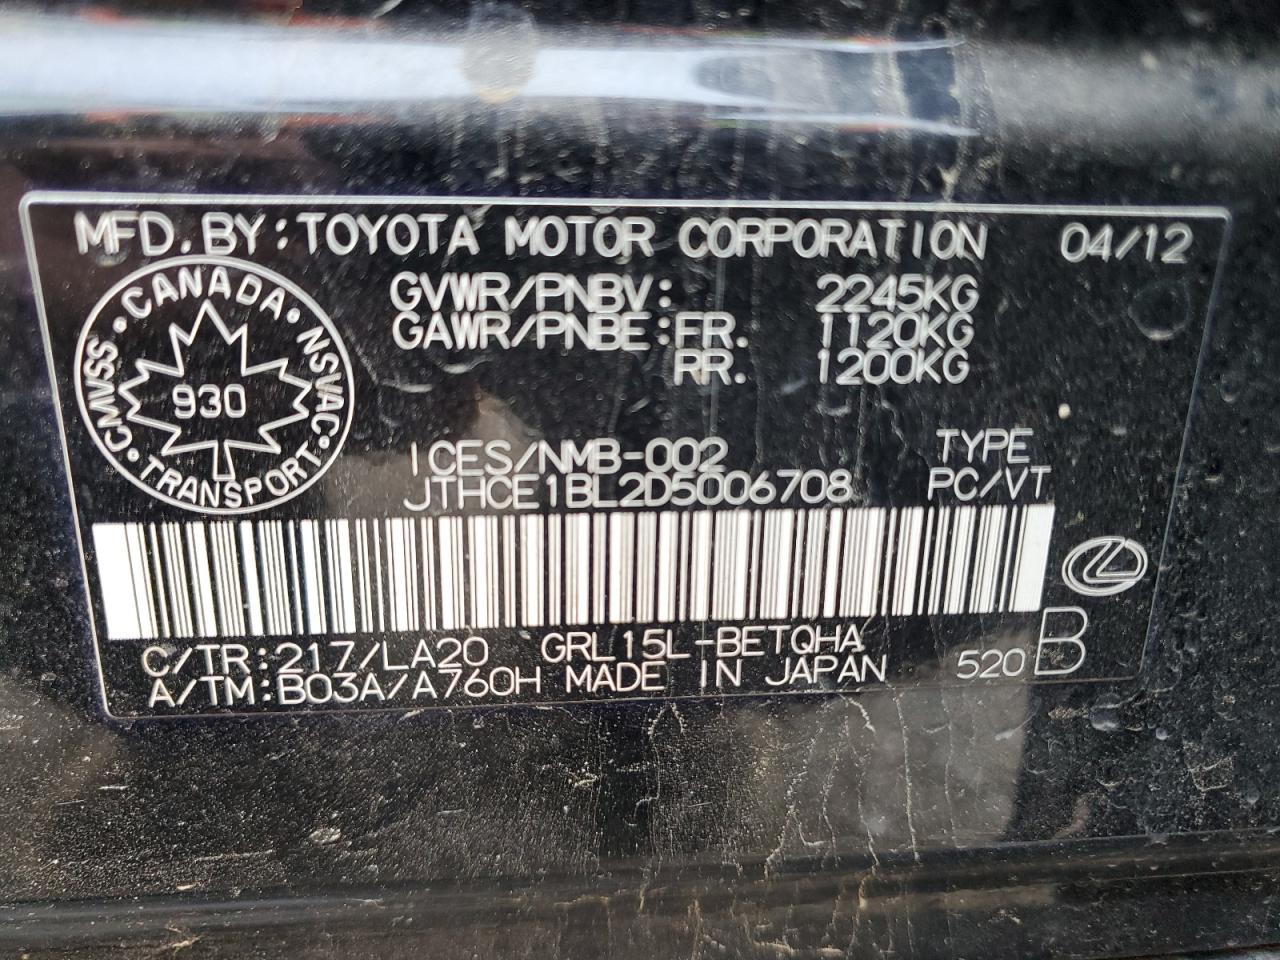 MFD. BY: TOYOTA MOTOR CORPORATION 04/12
GVWR/PNBV: 2245KG
GAWR/PNBE: FR. 1120KG
RR. 1200KG
CANADA · NSVAC · TRANSPORT · CMVSS ·
930
ICES/NMB-002 TYPE
JTHCE1BL2D5006708 PC/VT
C/TR: 217/LA20 GRL15L-BETQHA
A/TM: B03A/A760H MADE IN JAPAN 520 B